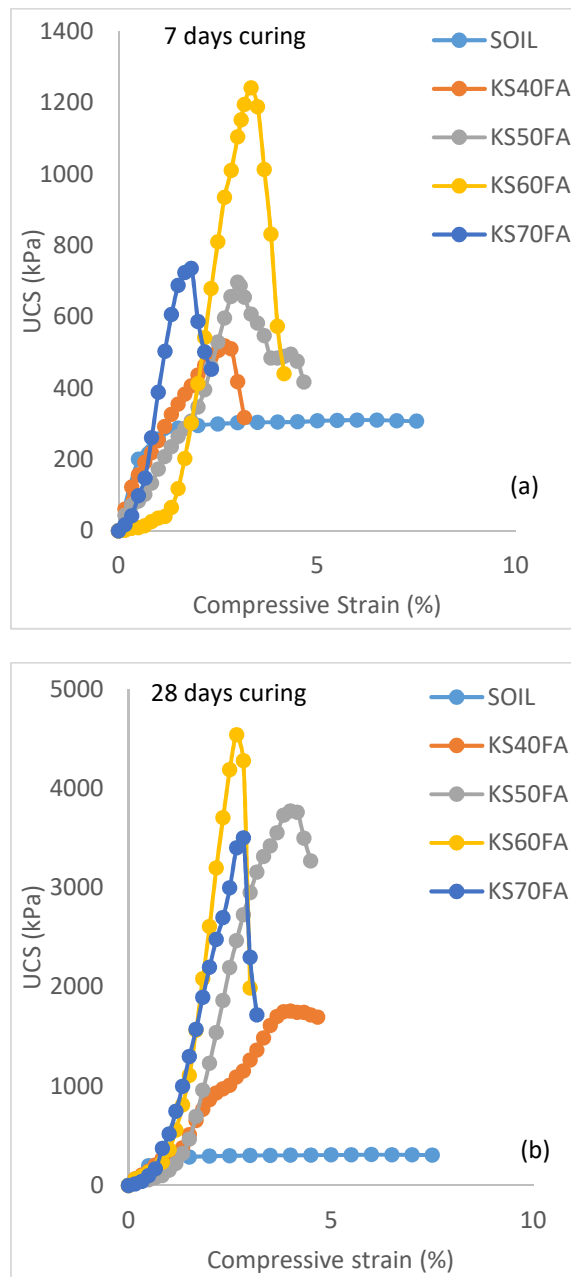 7 days curing
1400
1200
1000
800
600
400
200
0
UCS (kPa)
0
5
10
Compressive Strain (%)
SOIL
KS40FA
KS50FA
KS60FA
KS70FA
(a)
28 days curing
5000
4000
3000
2000
1000
0
UCS (kPa)
0
5
10
Compressive strain (%)
SOIL
KS40FA
KS50FA
KS60FA
KS70FA
(b)